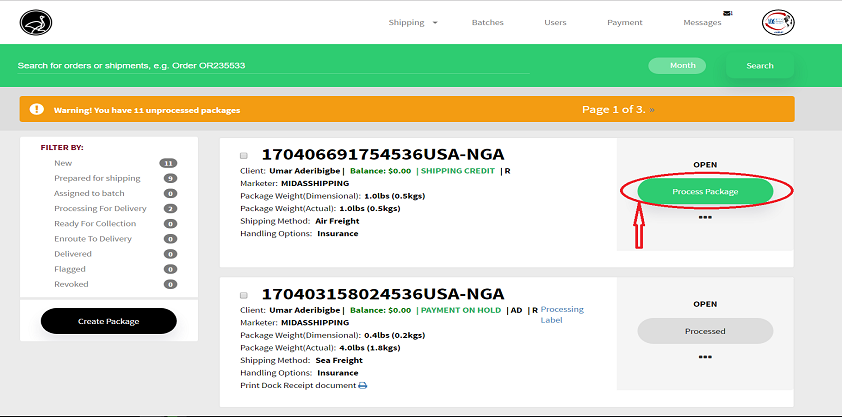 Shipping Batches Users Payment Messages
Search for orders or shipments, e.g. Order OR235533 Month Search
Warning! You have 11 unprocessed packages Page 1 of 3. »
FILTER BY:
New 11
Prepared for shipping 9
Assigned to batch 0
Processing For Delivery 2
Ready For Collection 0
Enroute To Delivery 0
Delivered 0
Flagged 0
Revoked 0
Create Package
170406691754536USA-NGA
Client: Umar Aderibigbe | Balance: $0.00 | SHIPPING CREDIT | R
Marketer: MIDASSHIPPING
Package Weight(Dimensional): 1.0lbs (0.5kgs)
Package Weight(Actual): 1.0lbs (0.5kgs)
Shipping Method: Air Freight
Handling Options: Insurance
OPEN
Process Package
170403158024536USA-NGA
Client: Umar Aderibigbe | Balance: $0.00 | PAYMENT ON HOLD | AD | R Processing
Label
Marketer: MIDASSHIPPING
Package Weight(Dimensional): 0.4lbs (0.2kgs)
Package Weight(Actual): 4.0lbs (1.8kgs)
Shipping Method: Sea Freight
Handling Options: Insurance
Print Dock Receipt document
OPEN
Processed